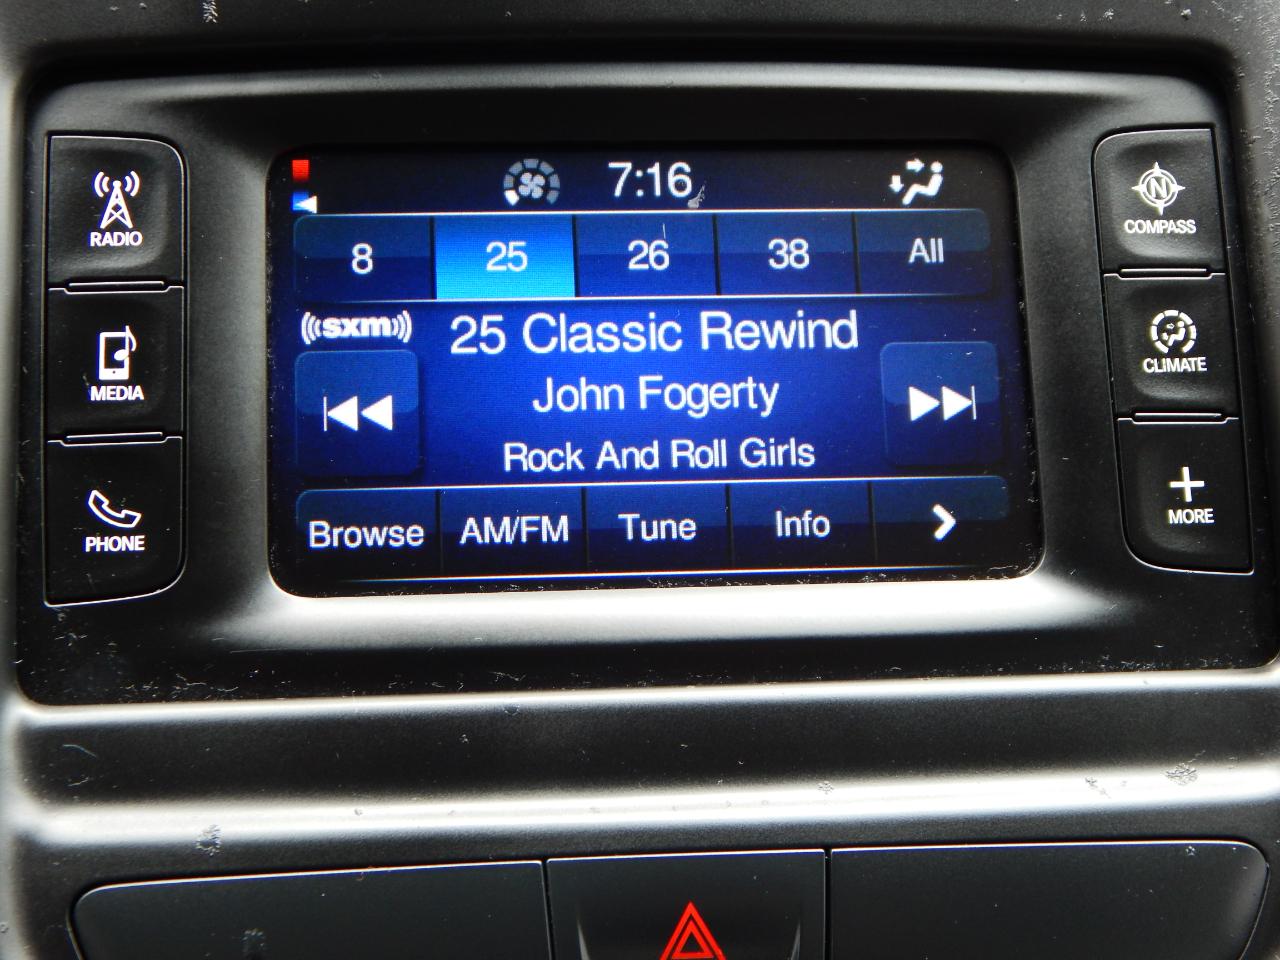 7:16
8 25 26 38 All
sxm
25 Classic Rewind
John Fogerty
Rock And Roll Girls
Browse AM/FM Tune Info
RADIO
MEDIA
PHONE
N
COMPASS
CLIMATE
MORE